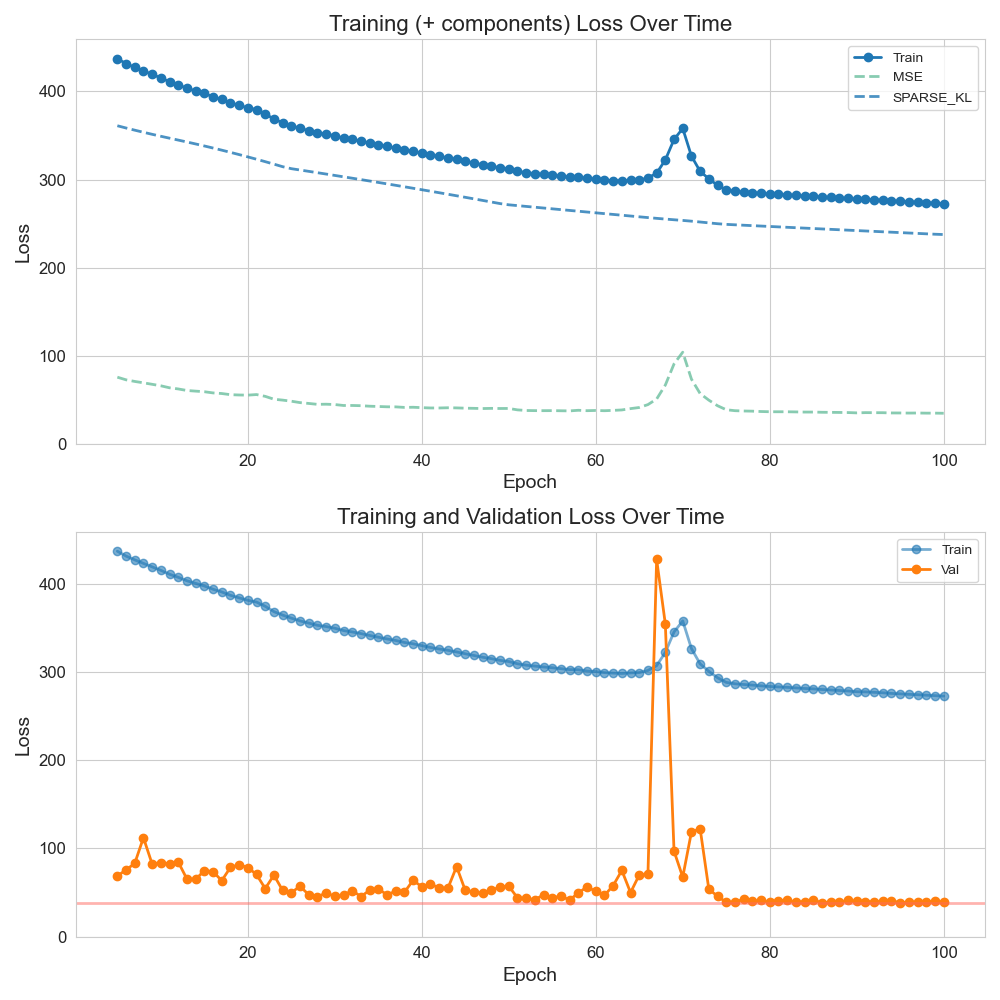 Training (+ components) Loss Over Time
Train
MSE
SPARSE_KL
400
300
200
100
0
Loss
20 40 60 80 100
Epoch
Training and Validation Loss Over Time
Train
Val
400
300
200
100
0
Loss
20 40 60 80 100
Epoch